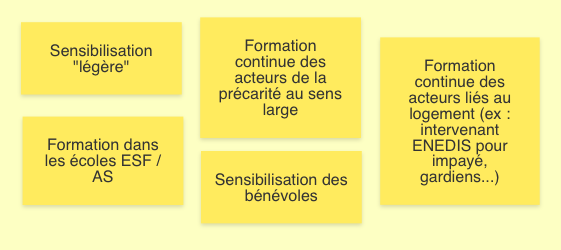 Sensibilisation
"légère"
Formation dans
les écoles ESF /
AS
Formation
continue des
acteurs de la
précarité au sens
large
Sensibilisation des
bénévoles
Formation
continue des
acteurs liés au
logement (ex :
intervenant
ENEDIS pour
impayé,
gardiens...)